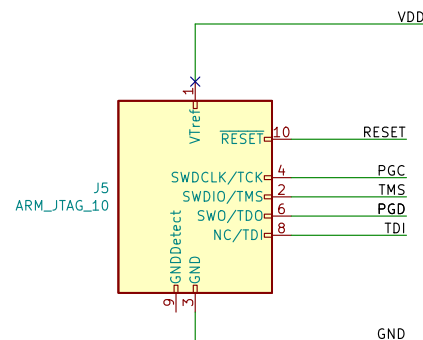 VDD
1
VTref
RESET 10 RESET
SWDCLK/TCK 4 PGC
J5 SWDIO/TMS 2 TMS
ARM_JTAG_10 SWO/TDO 6 PGD
NC/TDI 8 TDI
GNDDetect GND
9 3
GND